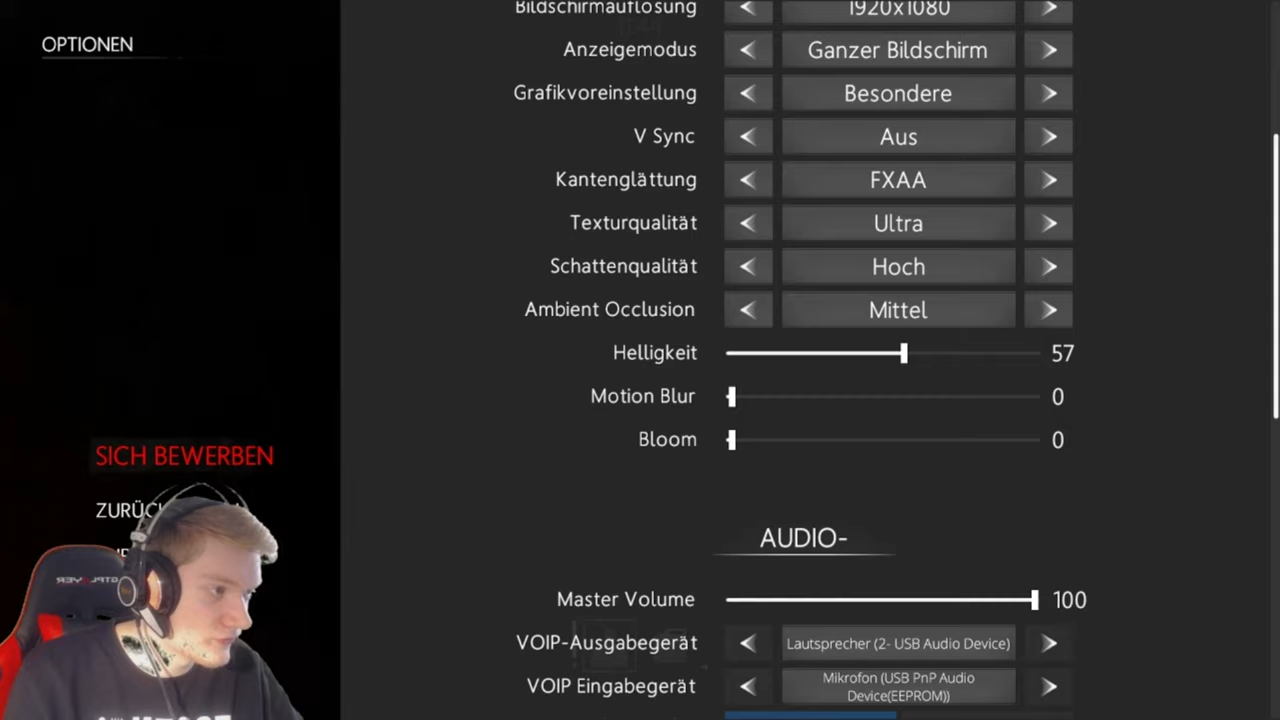 OPTIONEN
Bildschirmauflösung 1920x1080
Anzeigemodus Ganzer Bildschirm
Grafikvoreinstellung Besondere
V Sync Aus
Kantenglättung FXAA
Texturqualität Ultra
Schattenqualität Hoch
Ambient Occlusion Mittel
Helligkeit 57
Motion Blur 0
Bloom 0
SICH BEWERBEN
AUDIO-
Master Volume 100
VOIP-Ausgabegerät Lautsprecher (2- USB Audio Device)
VOIP Eingabegerät Mikrofon (USB PnP Audio
Device(EEPROM))